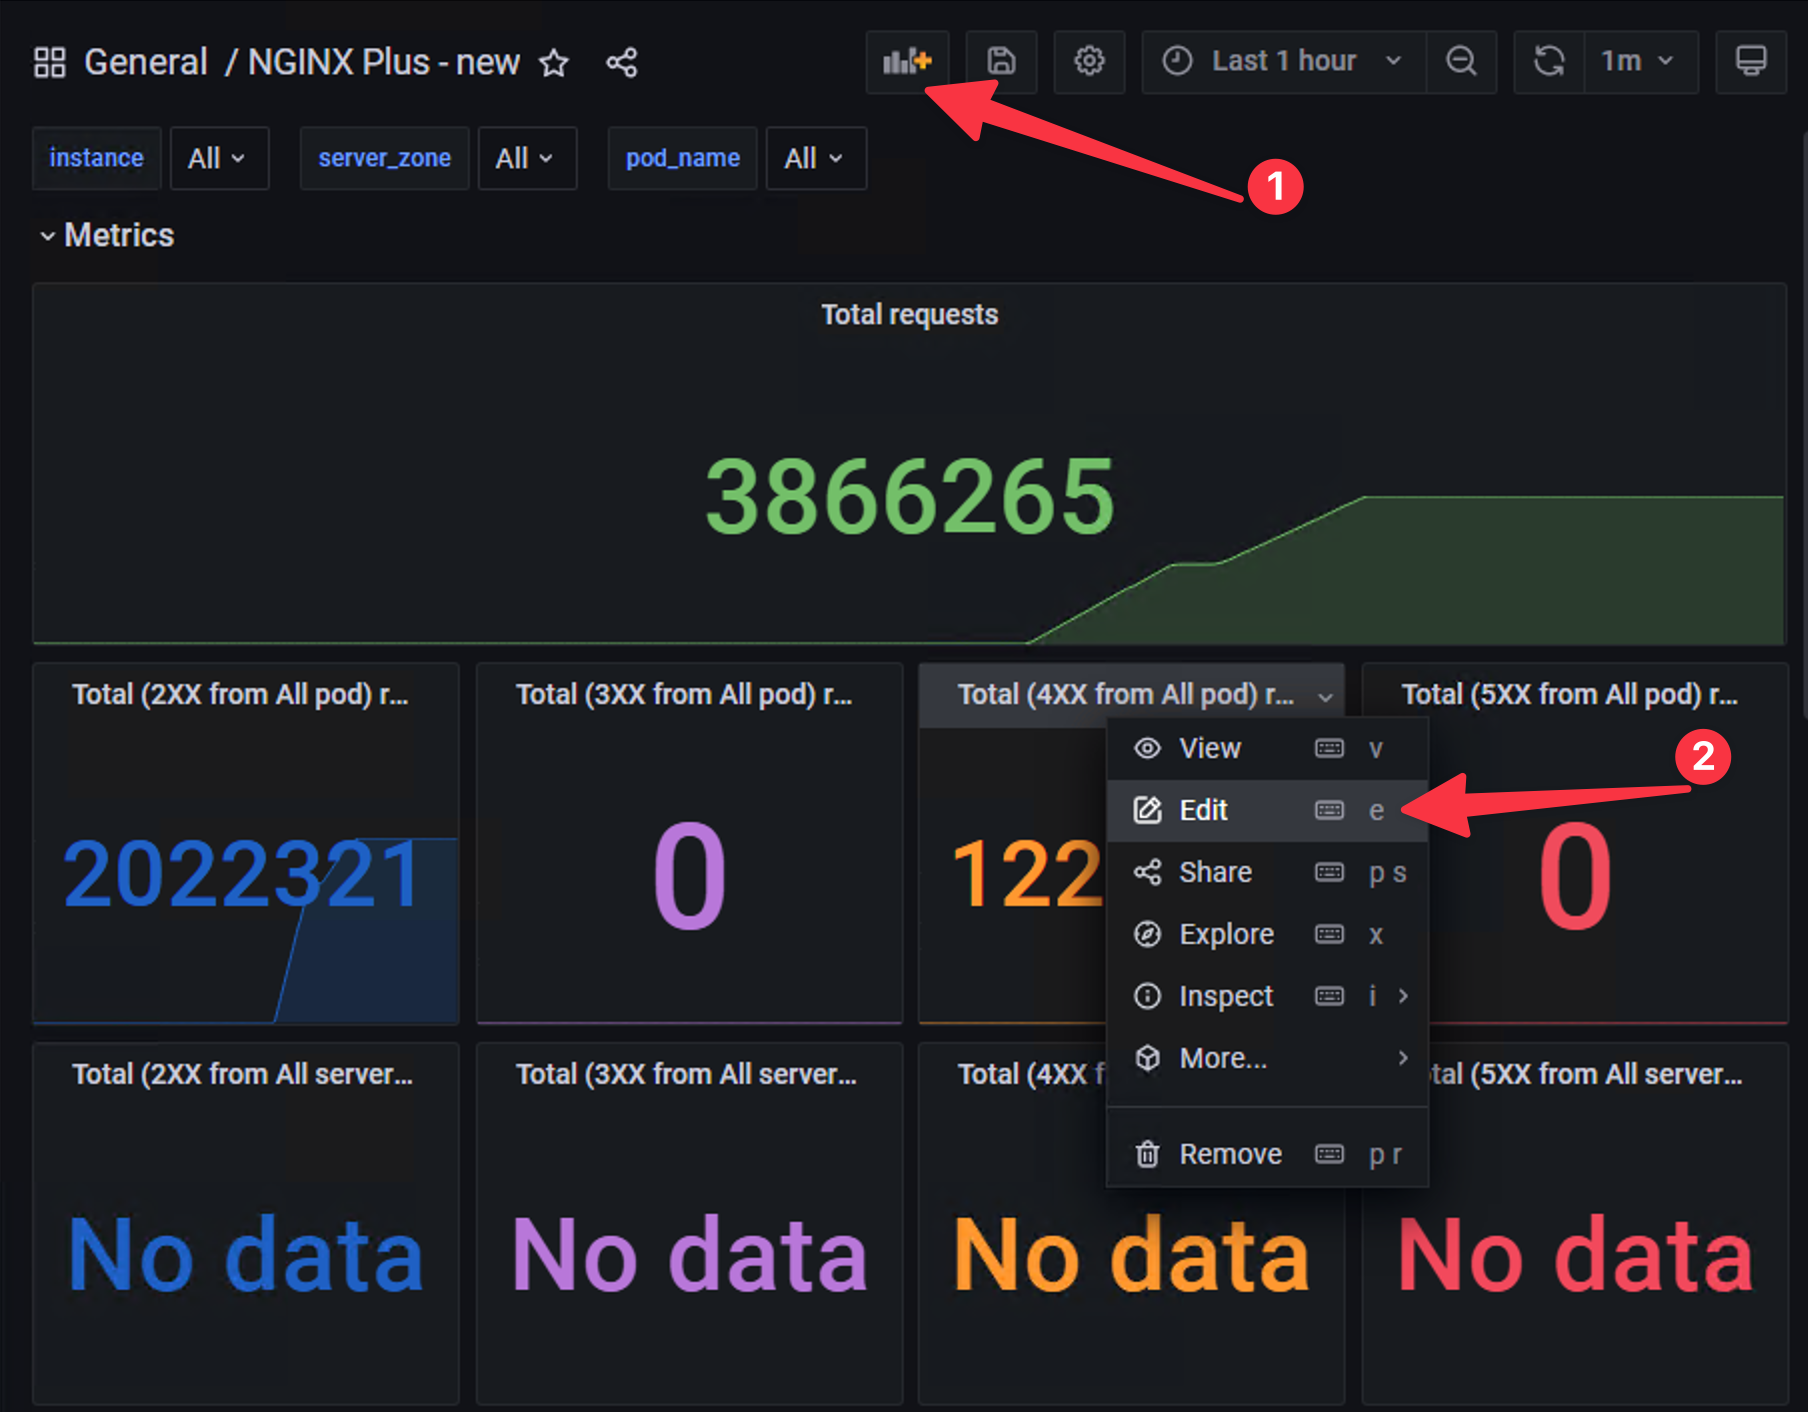 General / NGINX Plus - new
Last 1 hour
1m
instance All server_zone All pod_name All
1
Metrics
Total requests
3866265
Total (2XX from All pod) r...
Total (3XX from All pod) r...
Total (4XX from All pod) r...
Total (5XX from All pod) r...
2022321
0
122
0
View v
Edit e
Share p s
Explore x
Inspect i
More...
Remove p r
2
Total (2XX from All server...
Total (3XX from All server...
Total (4XX f
tal (5XX from All server...
No data
No data
No data
No data